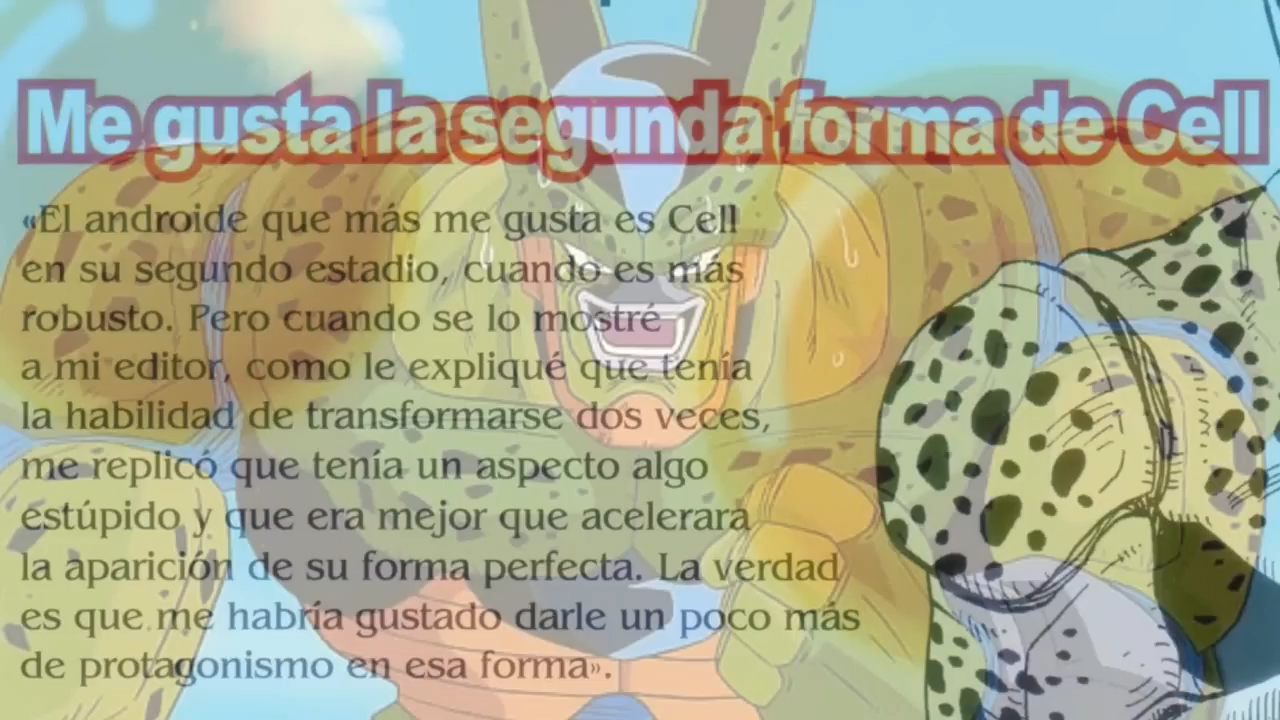 Me gusta la segunda forma de Cell
«El androide que más me gusta es Cell
en su segundo estadio, cuando es más
robusto. Pero cuando se lo mostré
a mi editor, como le expliqué que tenía
la habilidad de transformarse dos veces,
me replicó que tenía un aspecto algo
estúpido y que era mejor que acelerara
la aparición de su forma perfecta. La verdad
es que me habría gustado darle un poco más
de protagonismo en esa forma».